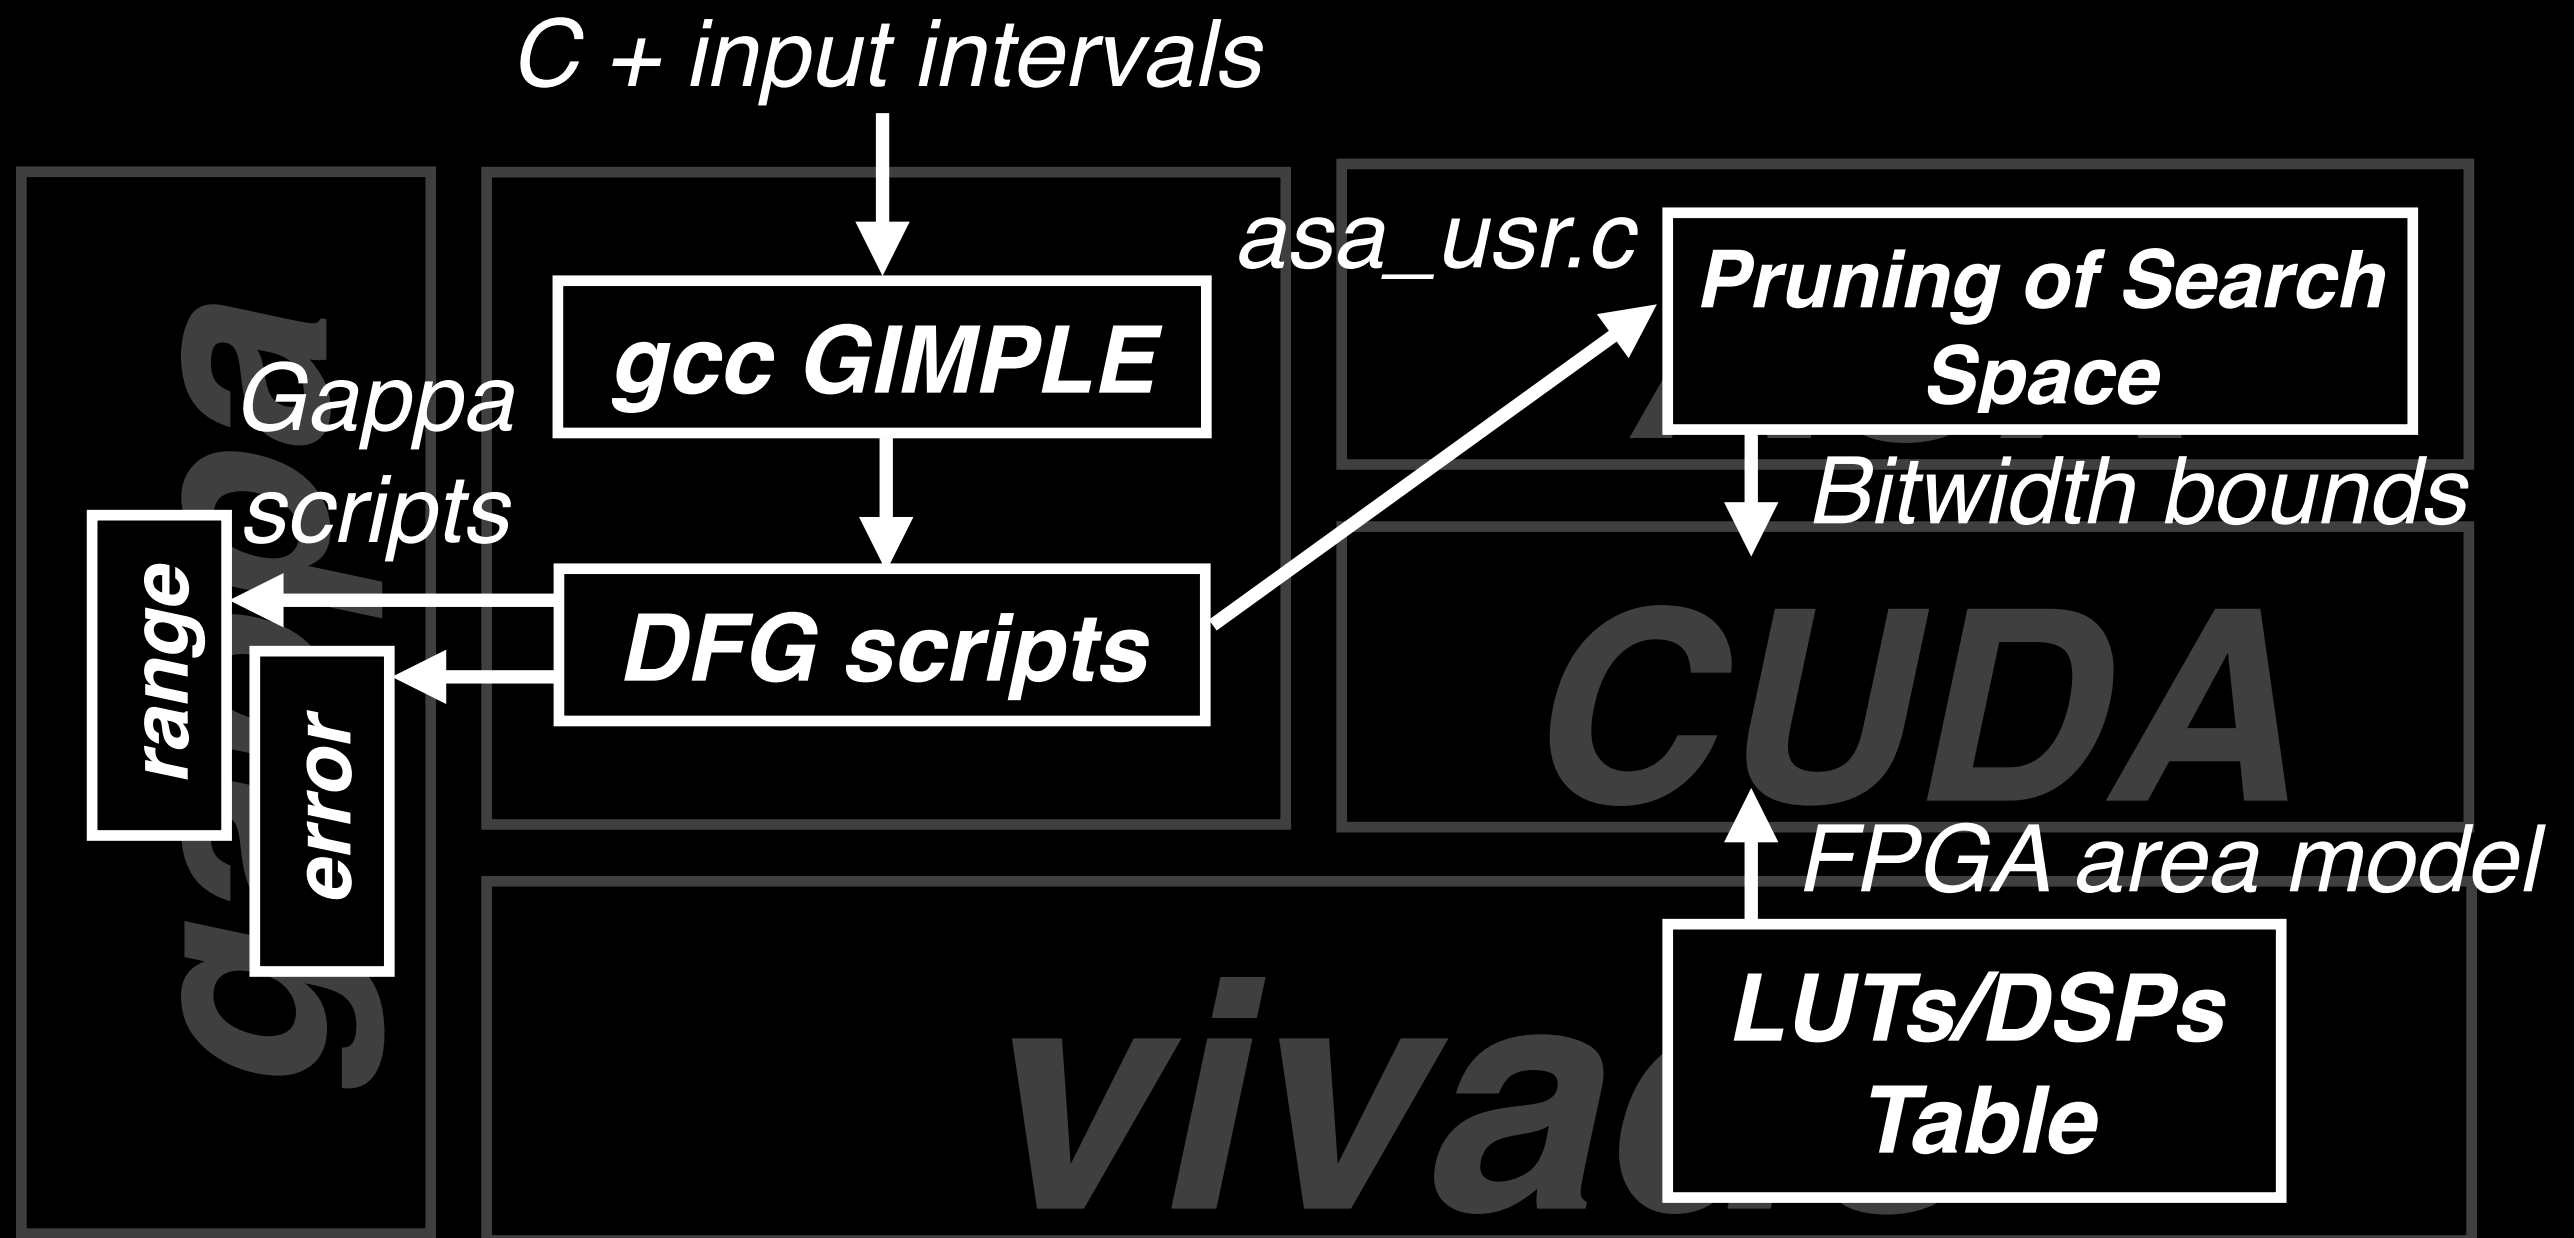 C + input intervals
asa_usr.c
Pruning of Search
Space
gcc GIMPLE
Gappa
scripts
Bitwidth bounds
range
error
DFG scripts
CUDA
FPGA area model
LUTs/DSPs
Table